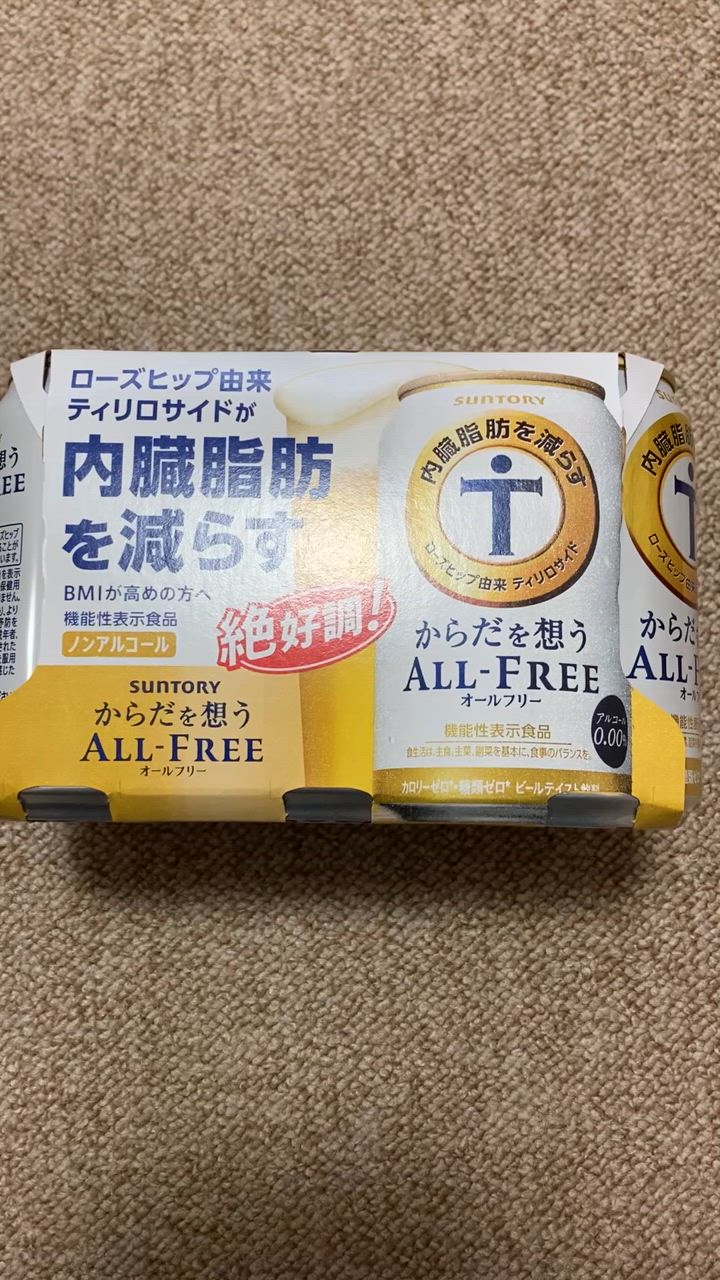 ローズヒップ由来
ティリロサイドが
内臓脂肪
を減らす
BMIが高めの方へ
機能性表示食品
ノンアルコール
絶好調!
SUNTORY
からだを想う
ALL-FREE
オールフリー
SUNTORY
内臓脂肪を減らす
ローズヒップ由来 ティリロサイド
からだを想う
ALL-FREE
オールフリー
機能性表示食品
食生活は、主食、主菜、副菜を基本に、食事のバランスを。
アルコール
0.00%
カロリーゼロ*・糖類ゼロ* ビールテイスト飲料
内臓脂肪を減らす
ローズヒップ由来
からだ
ALL-F
オール